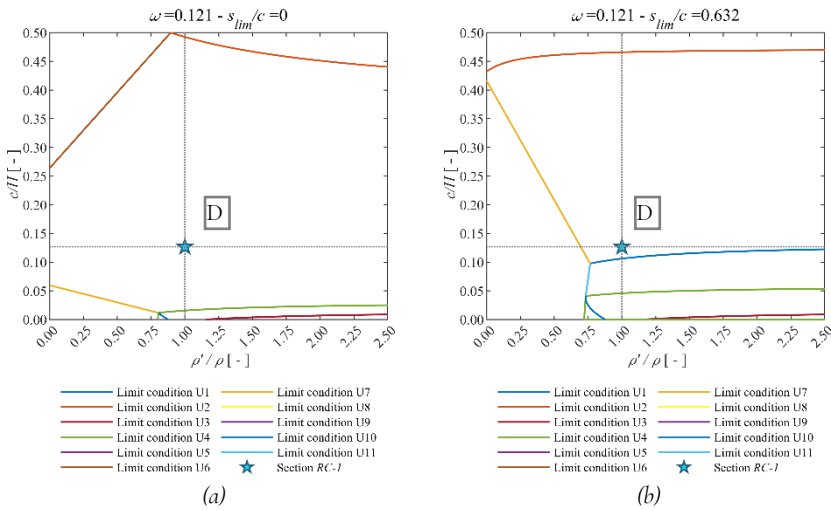 ω=0.121 - s_lim/c=0
0.50
0.45
0.40
0.35
0.30
0.25
0.20
0.15
0.10
0.05
0.00
c/H [ - ]
D
0.00 0.25 0.50 0.75 1.00 1.25 1.50 1.75 2.00 2.25 2.50
ρ' / ρ [ - ]
Limit condition U1 Limit condition U7
Limit condition U2 Limit condition U8
Limit condition U3 Limit condition U9
Limit condition U4 Limit condition U10
Limit condition U5 Limit condition U11
Limit condition U6 Section RC-1
(a)
ω=0.121 - s_lim/c=0.632
0.50
0.45
0.40
0.35
0.30
0.25
0.20
0.15
0.10
0.05
0.00
c/H [ - ]
D
0.00 0.25 0.50 0.75 1.00 1.25 1.50 1.75 2.00 2.25 2.50
ρ' / ρ [ - ]
Limit condition U1 Limit condition U7
Limit condition U2 Limit condition U8
Limit condition U3 Limit condition U9
Limit condition U4 Limit condition U10
Limit condition U5 Limit condition U11
Limit condition U6 Section RC-1
(b)